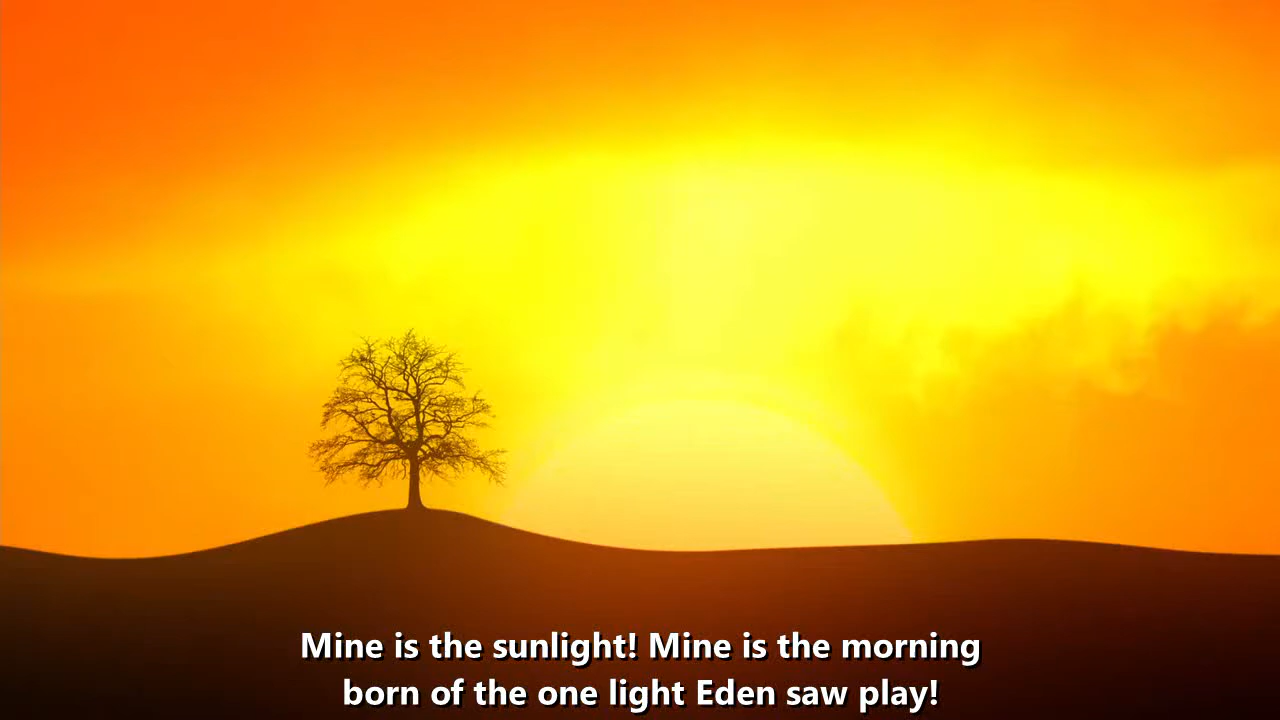 Mine is the sunlight! Mine is the morning
born of the one light Eden saw play!